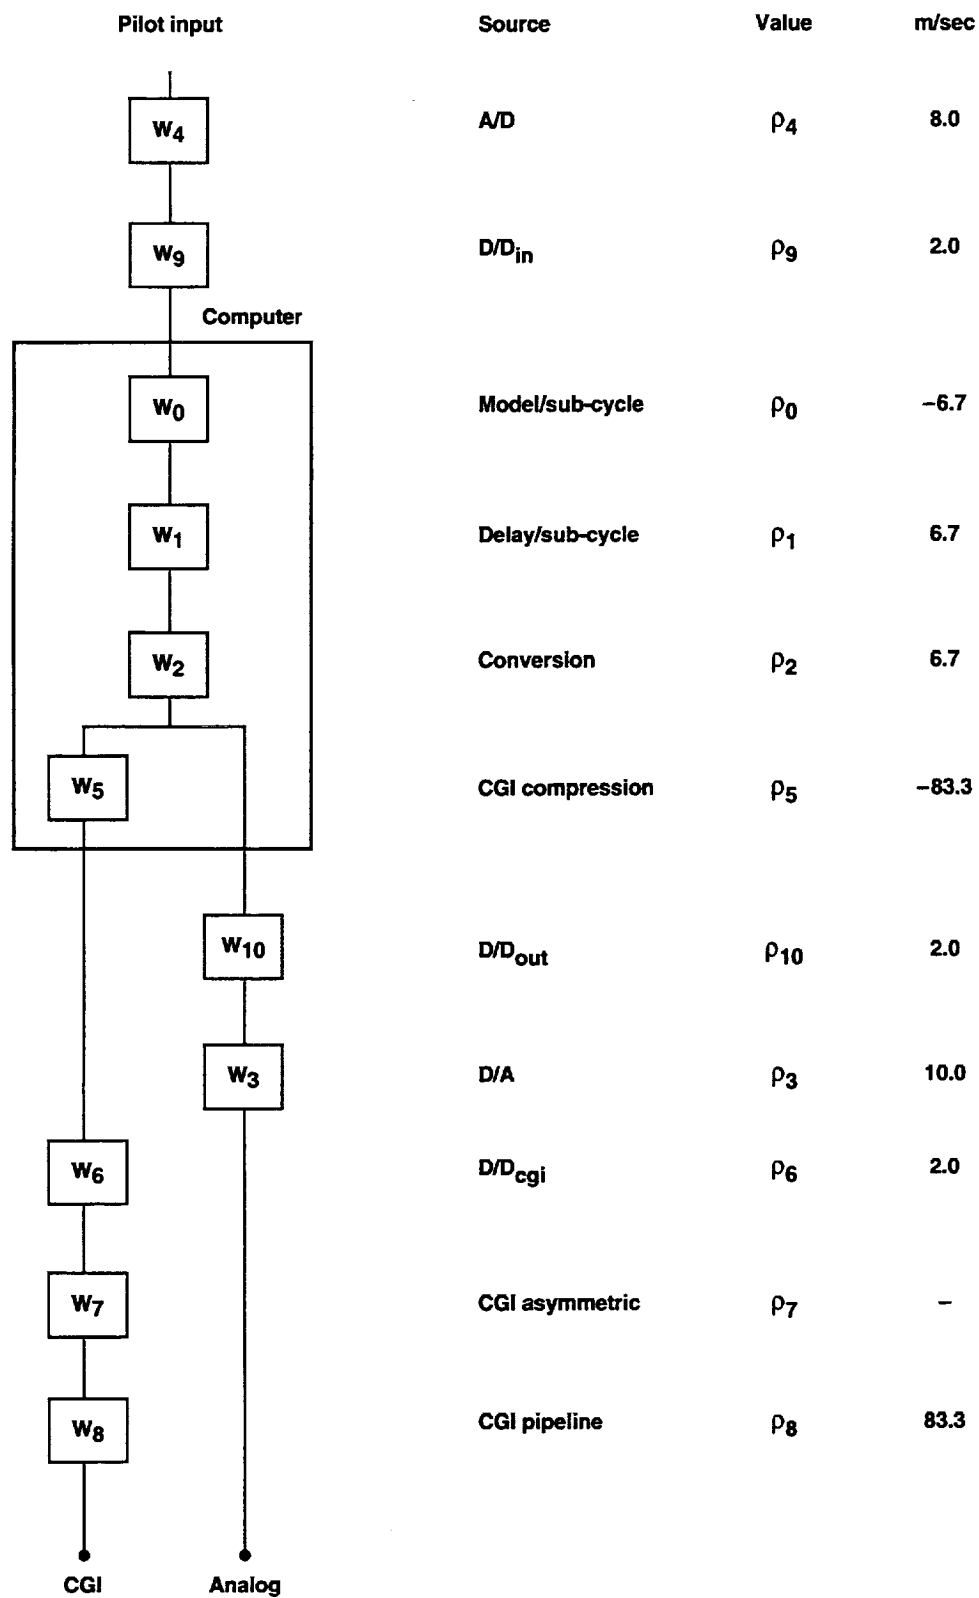 Pilot input Source Value m/sec
W4 A/D ρ4 8.0
W9 D/Din ρ9 2.0
Computer
W0 Model/sub-cycle ρ0 −6.7
W1 Delay/sub-cycle ρ1 6.7
W2 Conversion ρ2 6.7
W5 CGI compression ρ5 −83.3
W10 D/Dout ρ10 2.0
W3 D/A ρ3 10.0
W6 D/Dcgi ρ6 2.0
W7 CGI asymmetric ρ7 –
W8 CGI pipeline ρ8 83.3
CGI Analog